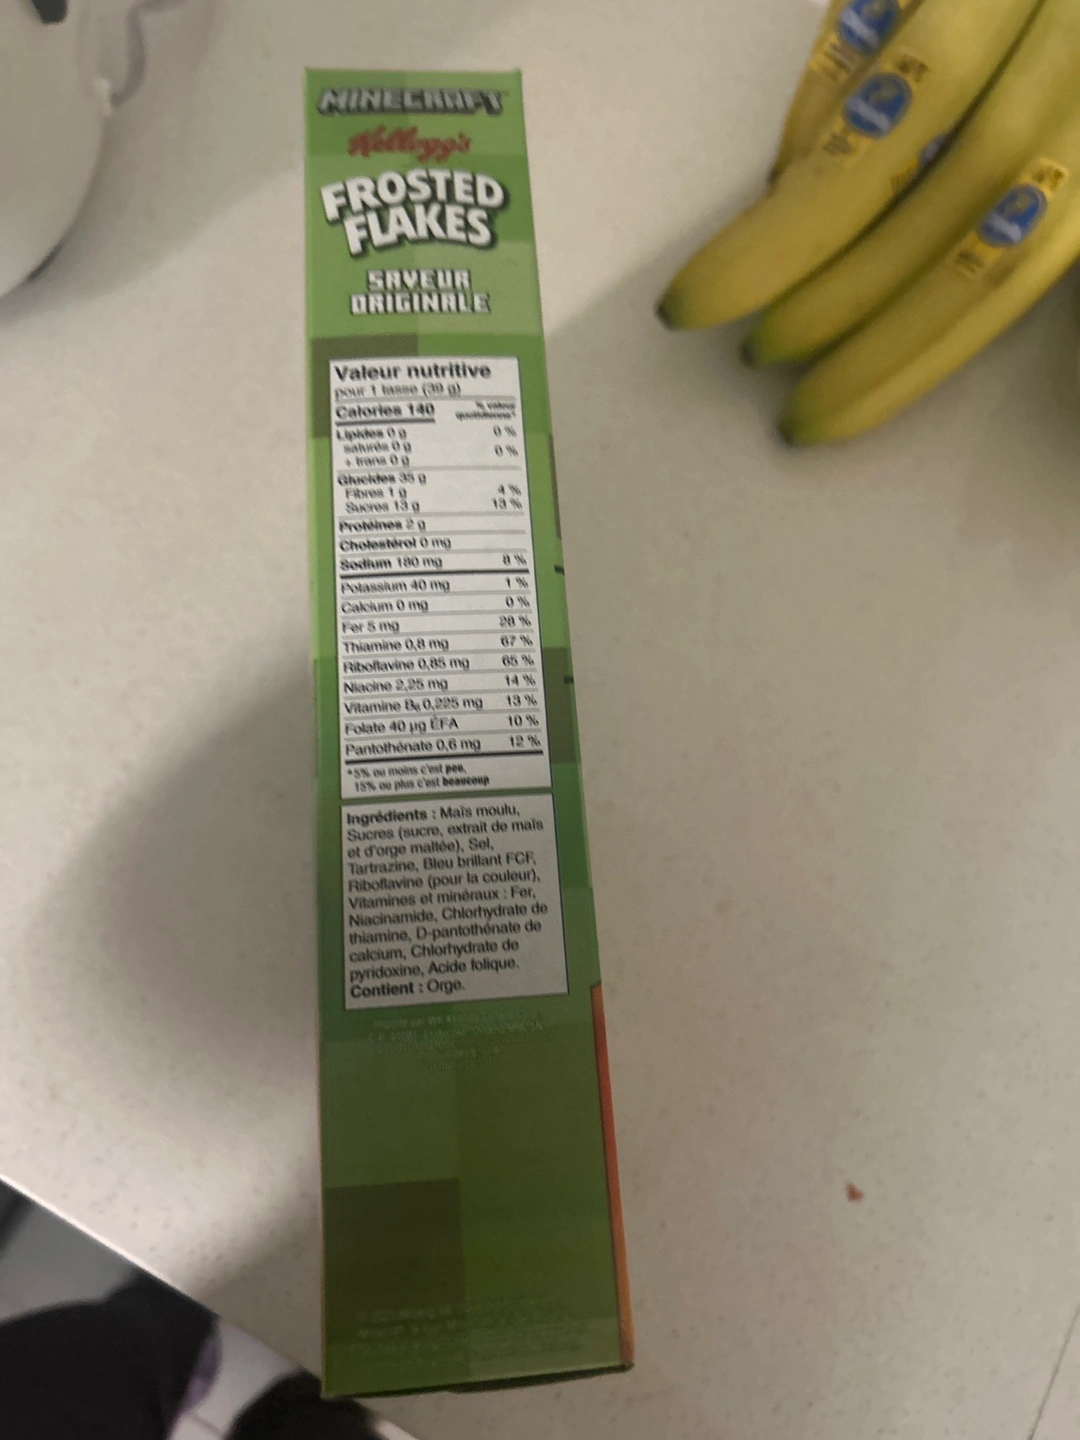 MINECRAFT
Kellogg's
FROSTED
FLAKES
SAVEUR
ORIGINALE
Valeur nutritive
pour 1 tasse (39 g)
Calories 140
% valeur
quotidienne*
Lipides 0 g 0 %
saturés 0 g 0 %
+ trans 0 g
Glucides 35 g
Fibres 1 g 4 %
Sucres 13 g 13 %
Protéines 2 g
Cholestérol 0 mg
Sodium 180 mg 8 %
Potassium 40 mg 1 %
Calcium 0 mg 0 %
Fer 5 mg 28 %
Thiamine 0,8 mg 67 %
Riboflavine 0,85 mg 65 %
Niacine 2,25 mg 14 %
Vitamine B₆ 0,225 mg 13 %
Folate 40 µg ÉFA 10 %
Pantothénate 0,6 mg 12 %
*5% ou moins c'est peu,
15% ou plus c'est beaucoup
Ingrédients : Maïs moulu,
Sucres (sucre, extrait de maïs
et d'orge maltée), Sel,
Tartrazine, Bleu brillant FCF,
Riboflavine (pour la couleur),
Vitamines et minéraux : Fer,
Niacinamide, Chlorhydrate de
thiamine, D-pantothénate de
calcium, Chlorhydrate de
pyridoxine, Acide folique.
Contient : Orge.